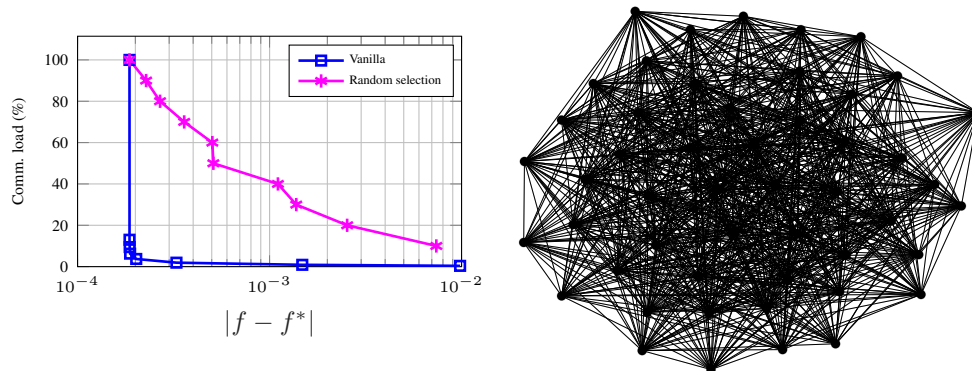 Vanilla
Random selection
Comm. load (%)
100
80
60
40
20
0
10⁻⁴
10⁻³
10⁻²
|f − f*|